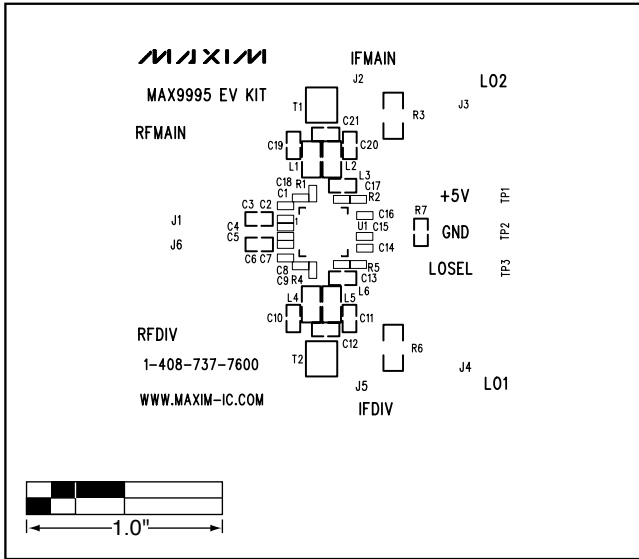 MAXIM
IFMAIN
J2
LO2
MAX9995 EV KIT
T1
R3
J3
RFMAIN
C21
C19
C20
L1
L2
L3
C18
R1
C17
C1
R2
+5V
TP1
C3
C2
C16
R7
J1
C4
1
U1
C15
GND
TP2
J6
C5
C14
C6
C7
C8
R5
LOSEL
TP3
C9
R4
C13
L4
L5
L6
C10
C11
RFDIV
C12
R6
1-408-737-7600
T2
J4
LO1
J5
WWW.MAXIM-IC.COM
IFDIV
1.0"